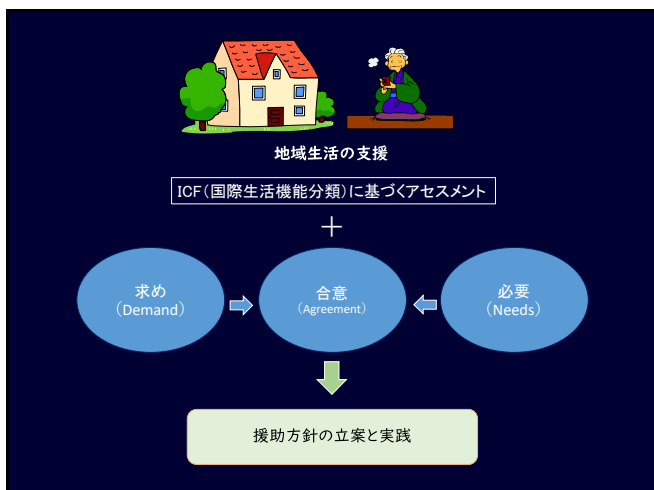 地域生活の支援
ICF(国際生活機能分類)に基づくアセスメント
+
求め
(Demand)
合意
(Agreement)
必要
(Needs)
援助方針の立案と実践